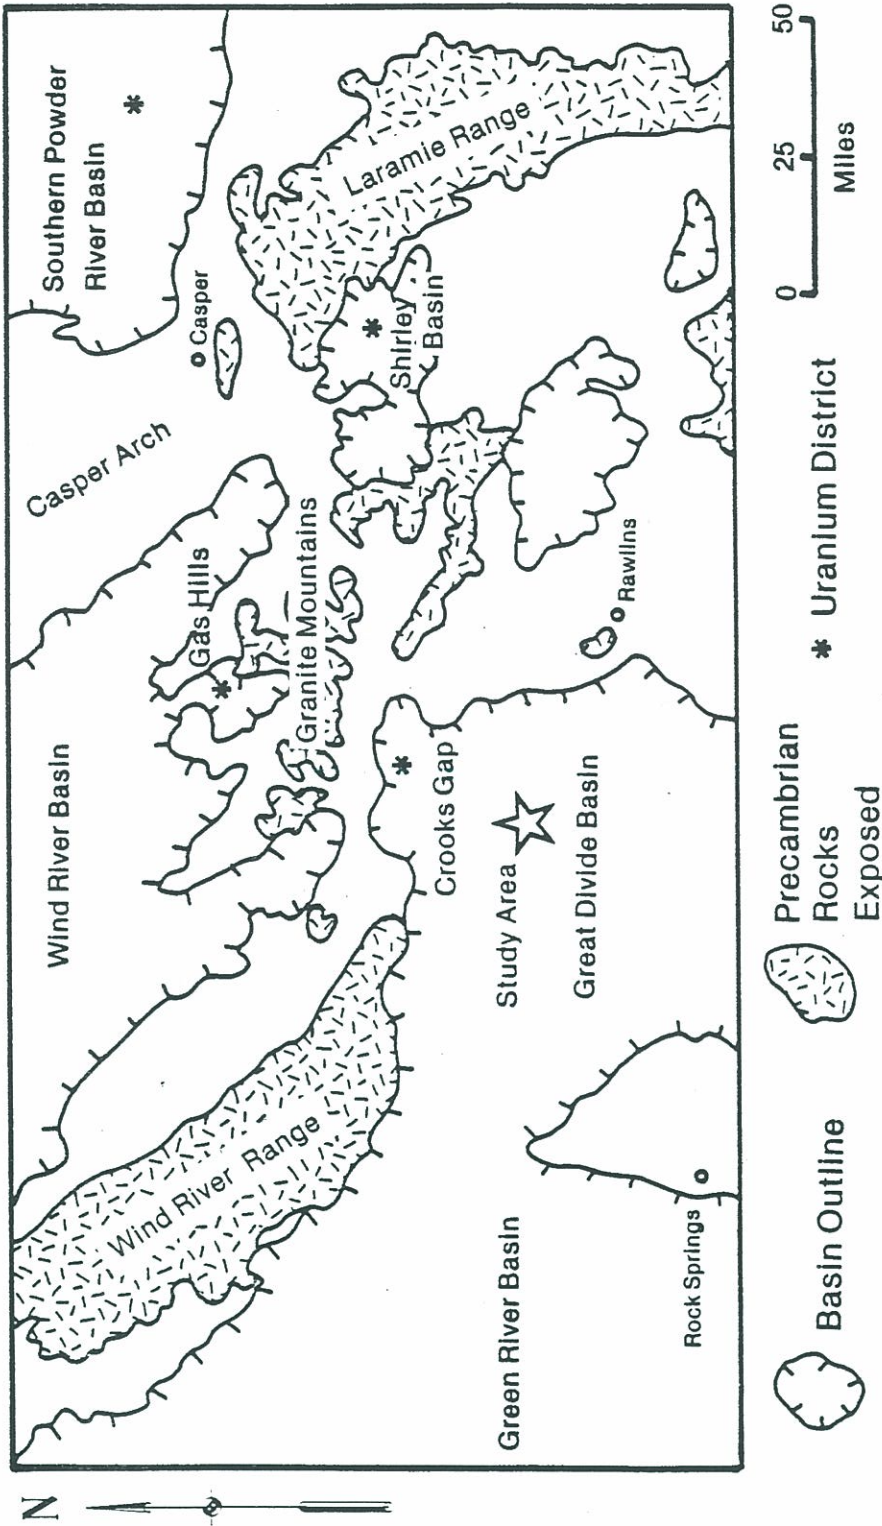 N
Wind River Basin
Casper Arch
Southern Powder
River Basin
*
Gas Hills
*
Casper
Wind River Range
Granite Mountains
Laramie Range
Shirley
Basin
*
Crooks Gap
*
Study Area
Great Divide Basin
Green River Basin
Rock Springs
Rawlins
Basin Outline
Precambrian
Rocks
Exposed
* Uranium District
0 25 50
Miles